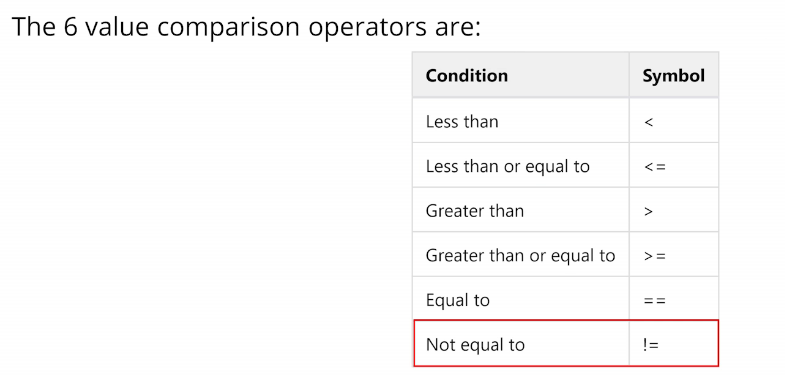 The 6 value comparison operators are:
Condition Symbol
Less than <
Less than or equal to <=
Greater than >
Greater than or equal to >=
Equal to ==
Not equal to !=